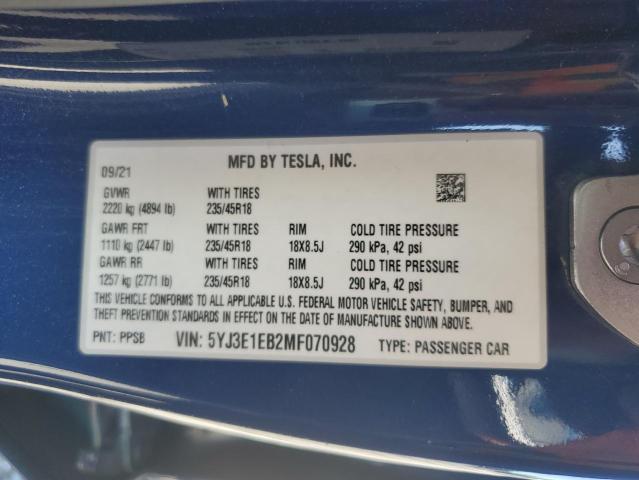 MFD BY TESLA, INC.
09/21
GVWR WITH TIRES
2220 kg (4894 lb) 235/45R18
GAWR FRT WITH TIRES RIM COLD TIRE PRESSURE
1110 kg (2447 lb) 235/45R18 18X8.5J 290 kPa, 42 psi
GAWR RR WITH TIRES RIM COLD TIRE PRESSURE
1257 kg (2771 lb) 235/45R18 18X8.5J 290 kPa, 42 psi
THIS VEHICLE CONFORMS TO ALL APPLICABLE U.S. FEDERAL MOTOR VEHICLE SAFETY, BUMPER, AND
THEFT PREVENTION STANDARDS IN EFFECT ON THE DATE OF MANUFACTURE SHOWN ABOVE.
PNT: PPSB VIN: 5YJ3E1EB2MF070928 TYPE: PASSENGER CAR